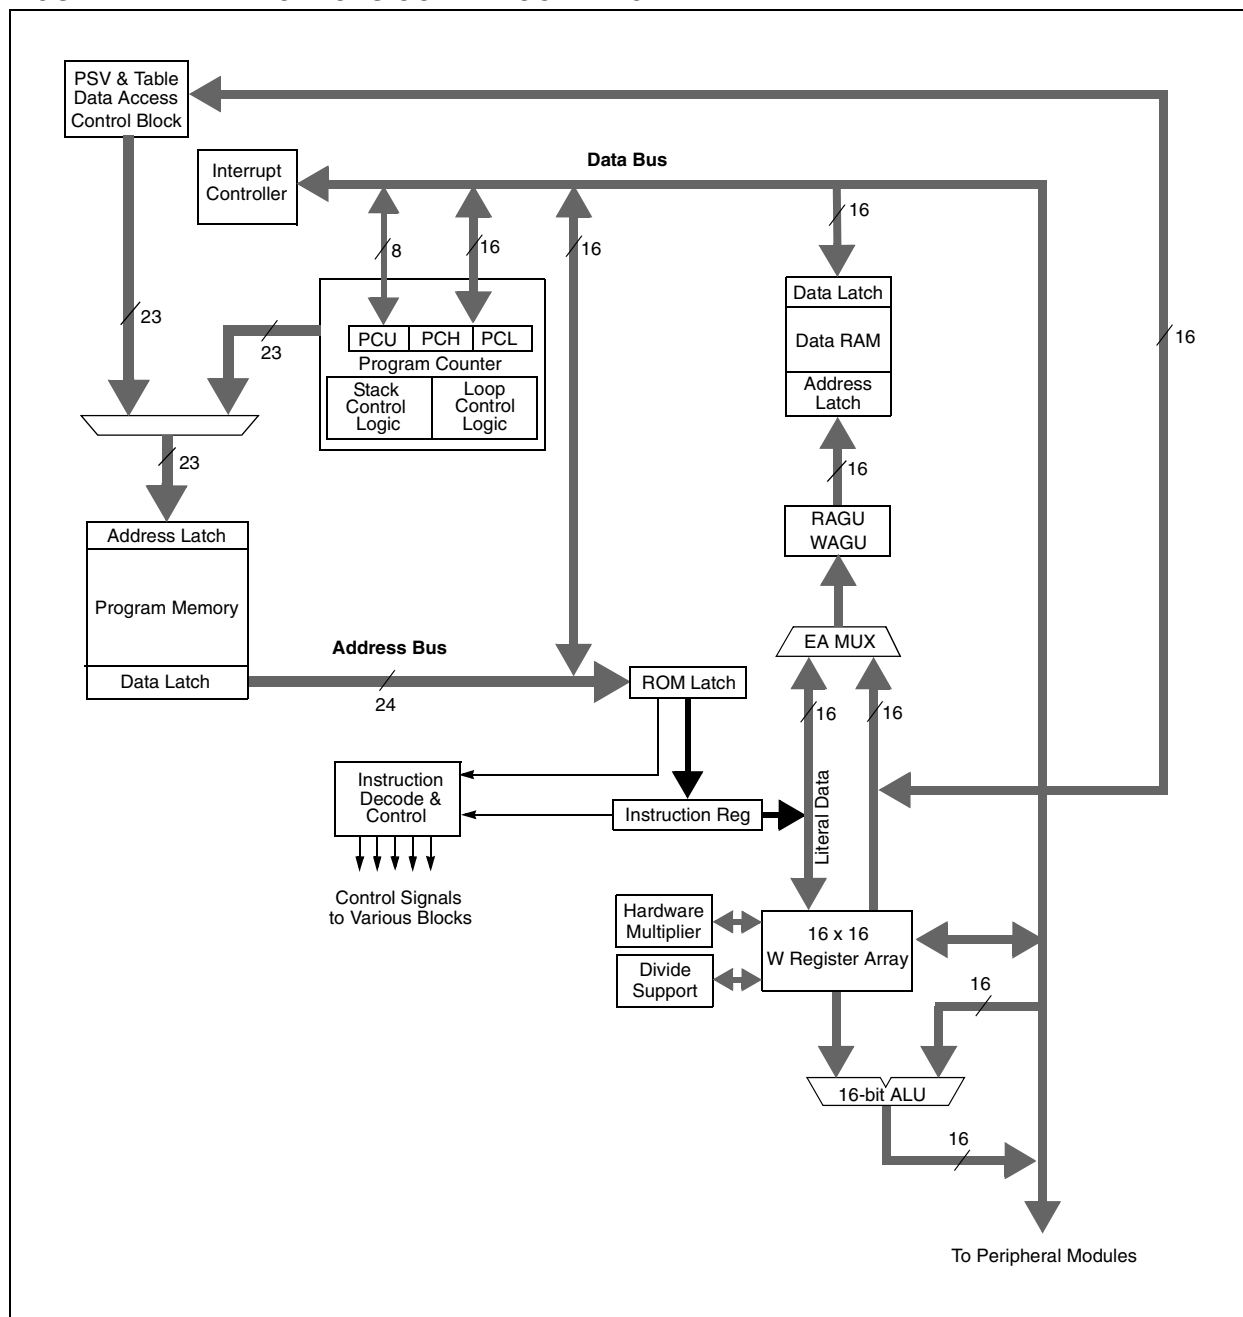 PSV & Table
Data Access
Control Block
Interrupt
Controller
Data Bus
8
16
16
16
23
23
PCU
PCH
PCL
Program Counter
Stack
Control
Logic
Loop
Control
Logic
Data Latch
Data RAM
Address
Latch
16
23
16
RAGU
WAGU
Address Latch
Program Memory
Data Latch
Address Bus
24
EA MUX
ROM Latch
16
16
Instruction
Decode &
Control
Instruction Reg
Literal Data
Control Signals
to Various Blocks
Hardware
Multiplier
Divide
Support
16 x 16
W Register Array
16
16-bit ALU
16
To Peripheral Modules